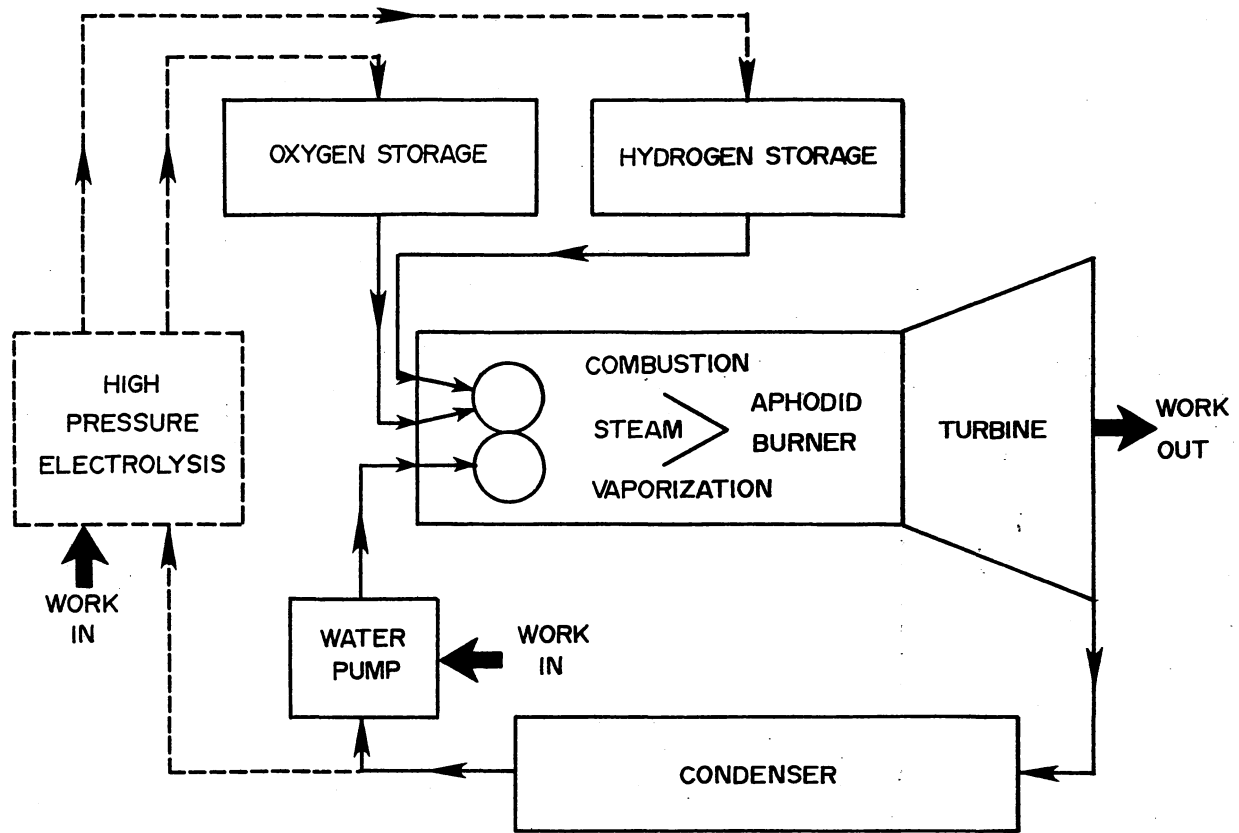 OXYGEN STORAGE
HYDROGEN STORAGE
HIGH
PRESSURE
ELECTROLYSIS
COMBUSTION
STEAM
VAPORIZATION
APHODID
BURNER
TURBINE
WORK
OUT
WORK
IN
WATER
PUMP
WORK
IN
CONDENSER